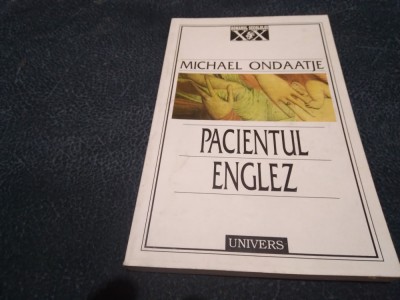 MICHAEL ONDAATJE
PACIENTUL
ENGLEZ
UNIVERS